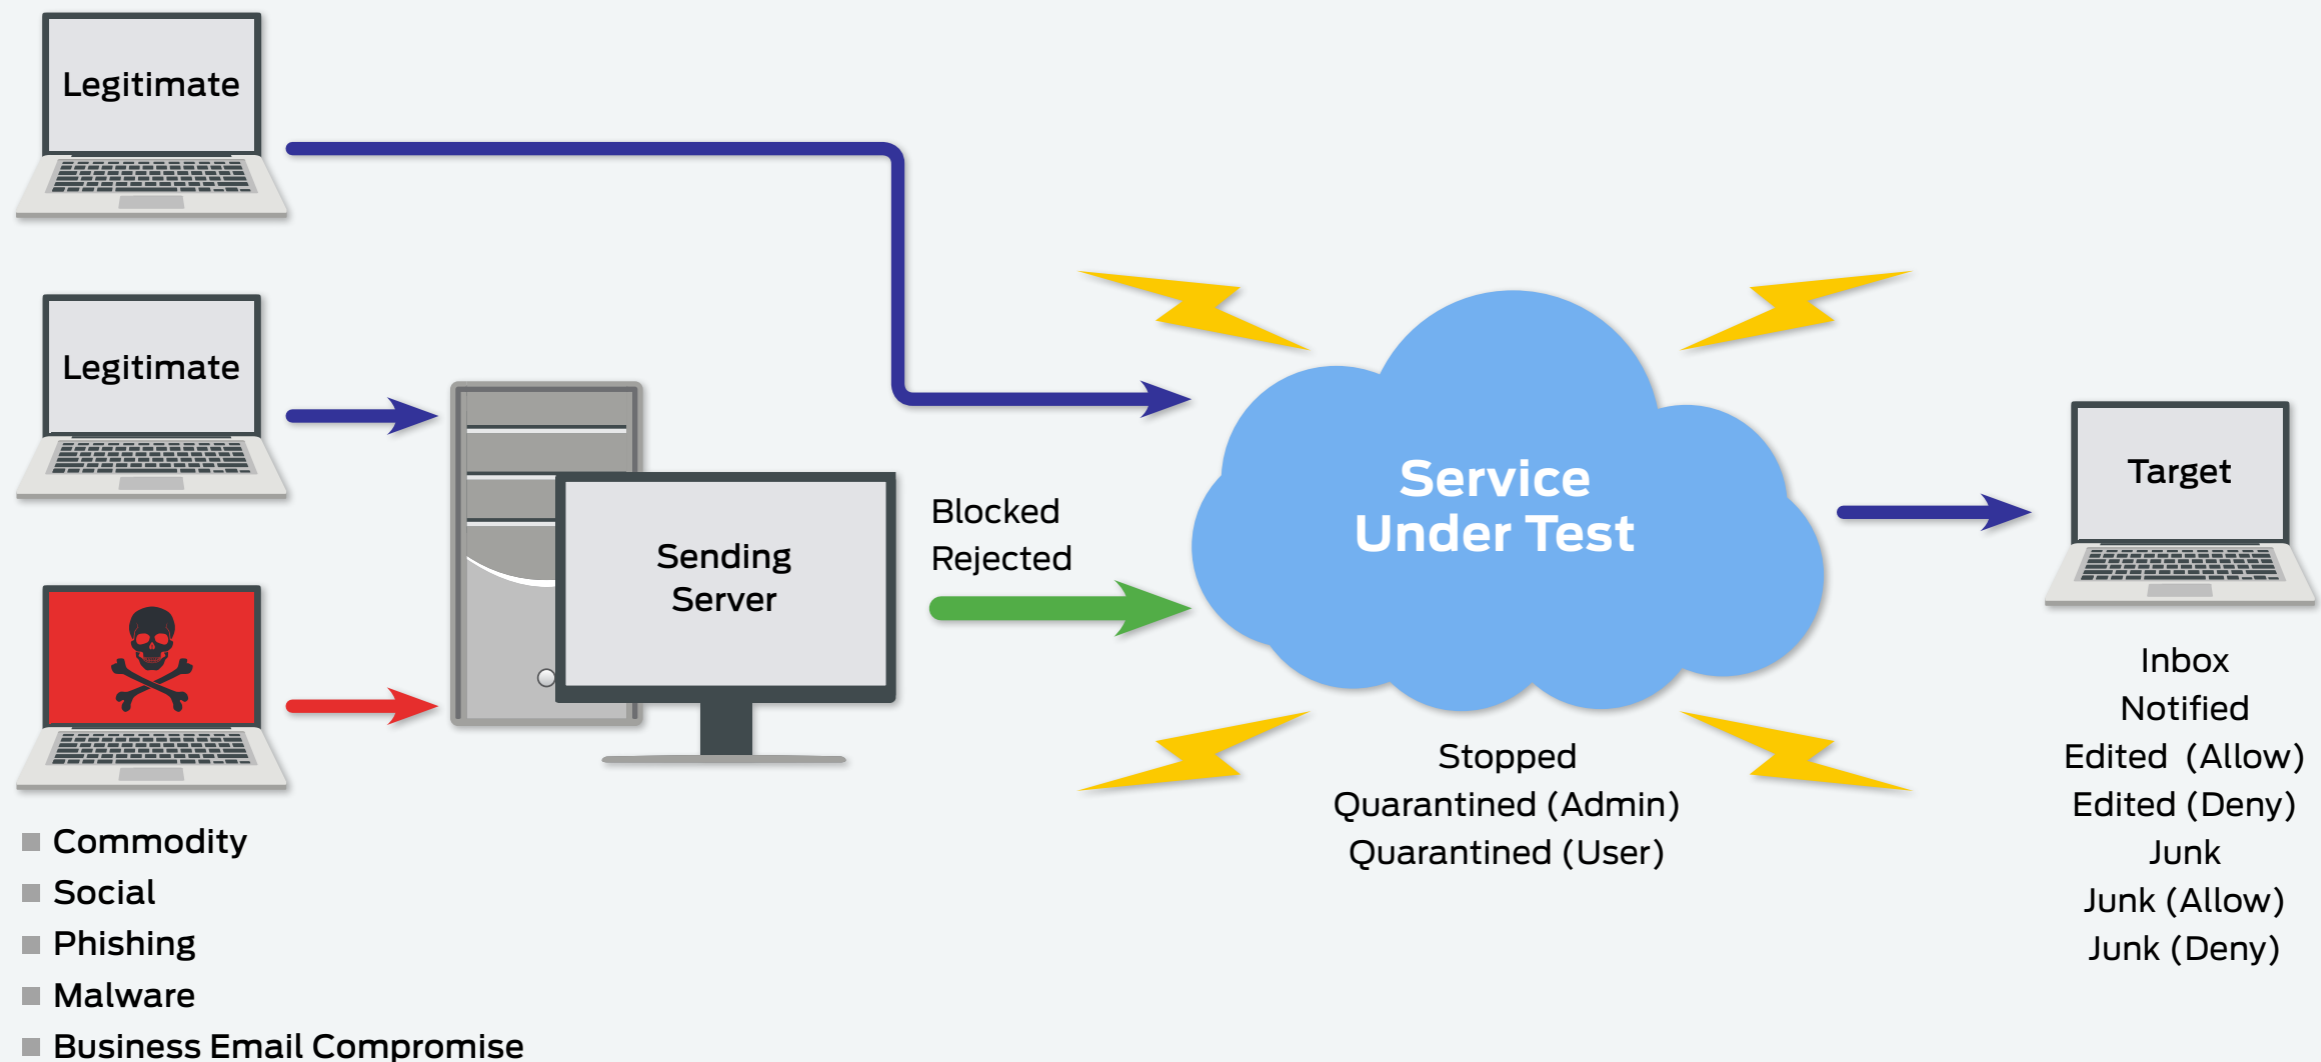 Legitimate
Legitimate
Sending
Server
Blocked
Rejected
Service
Under Test
Target
Stopped
Quarantined (Admin)
Quarantined (User)
Inbox
Notified
Edited  (Allow)
Edited (Deny)
Junk
Junk (Allow)
Junk (Deny)
Commodity
Social
Phishing
Malware
Business Email Compromise